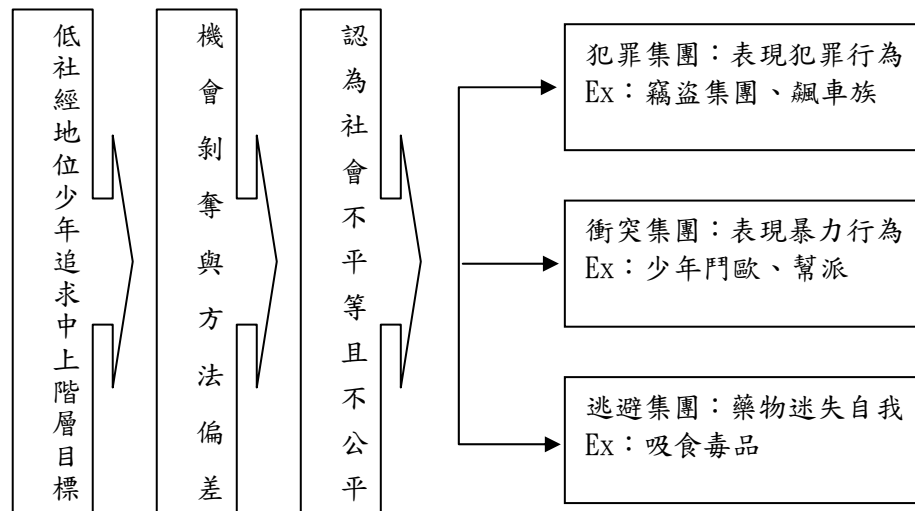 低社經地位少年追求中上階層目標
機會剝奪與方法偏差
認為社會不平等且不公平
犯罪集團：表現犯罪行為
Ex：竊盜集團、飆車族
衝突集團：表現暴力行為
Ex：少年鬥毆、幫派
逃避集團：藥物迷失自我
Ex：吸食毒品